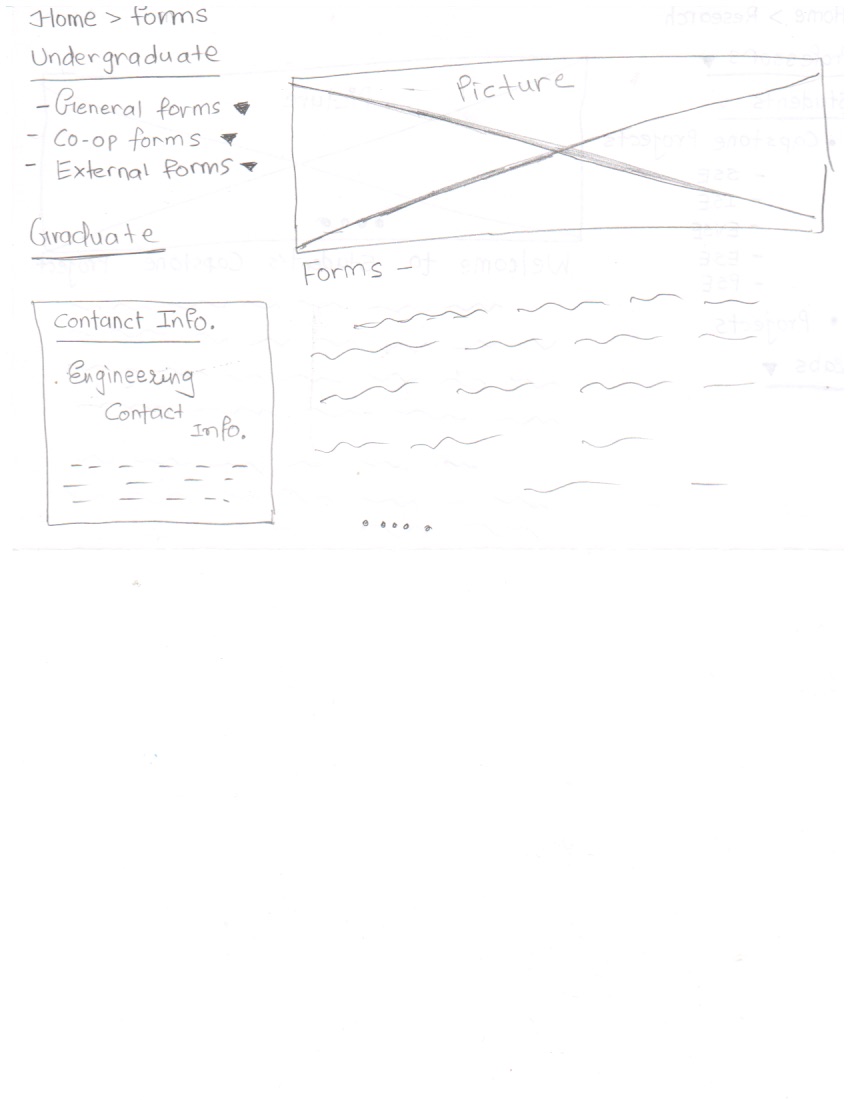 Home > forms
Undergraduate
- General forms
- Co-op forms
- External forms
Graduate
Contanct Info.
. Engineering
Contact
Info.
Picture
Forms -